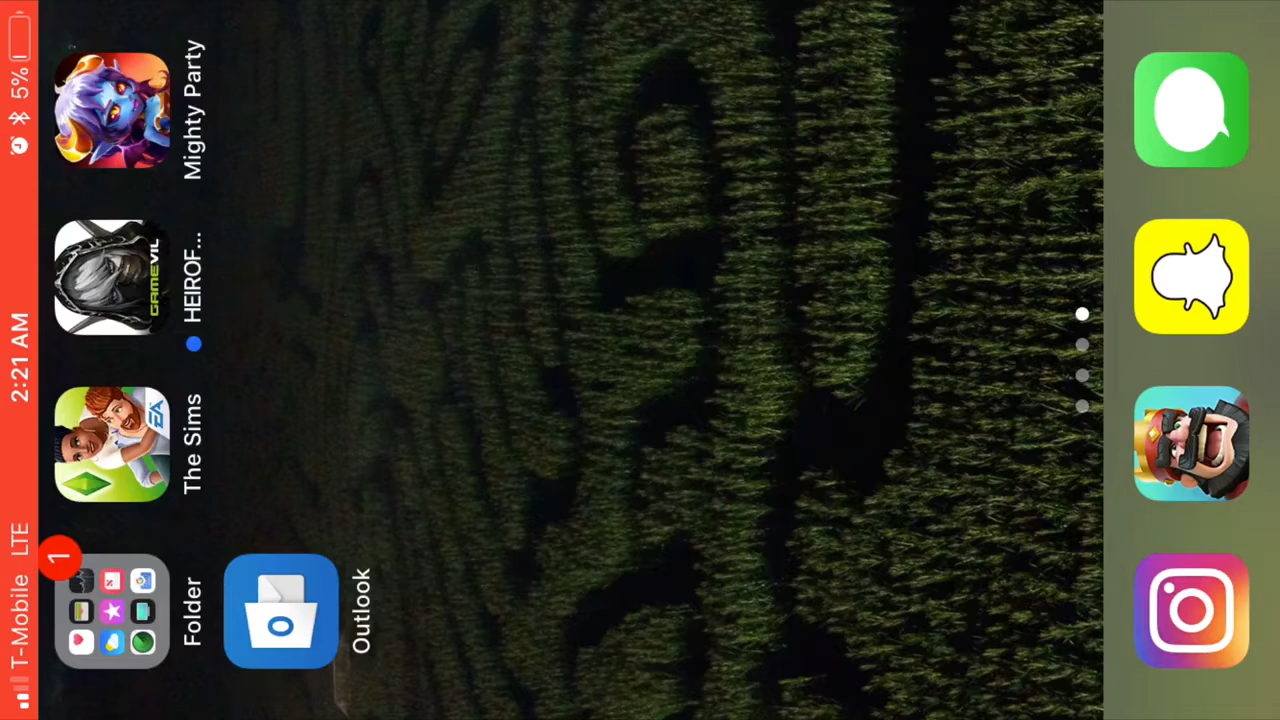 T-Mobile LTE 2:21 AM 5%
1
Folder The Sims HEIROF... Mighty Party
EA
GAMEVIL
O
Outlook